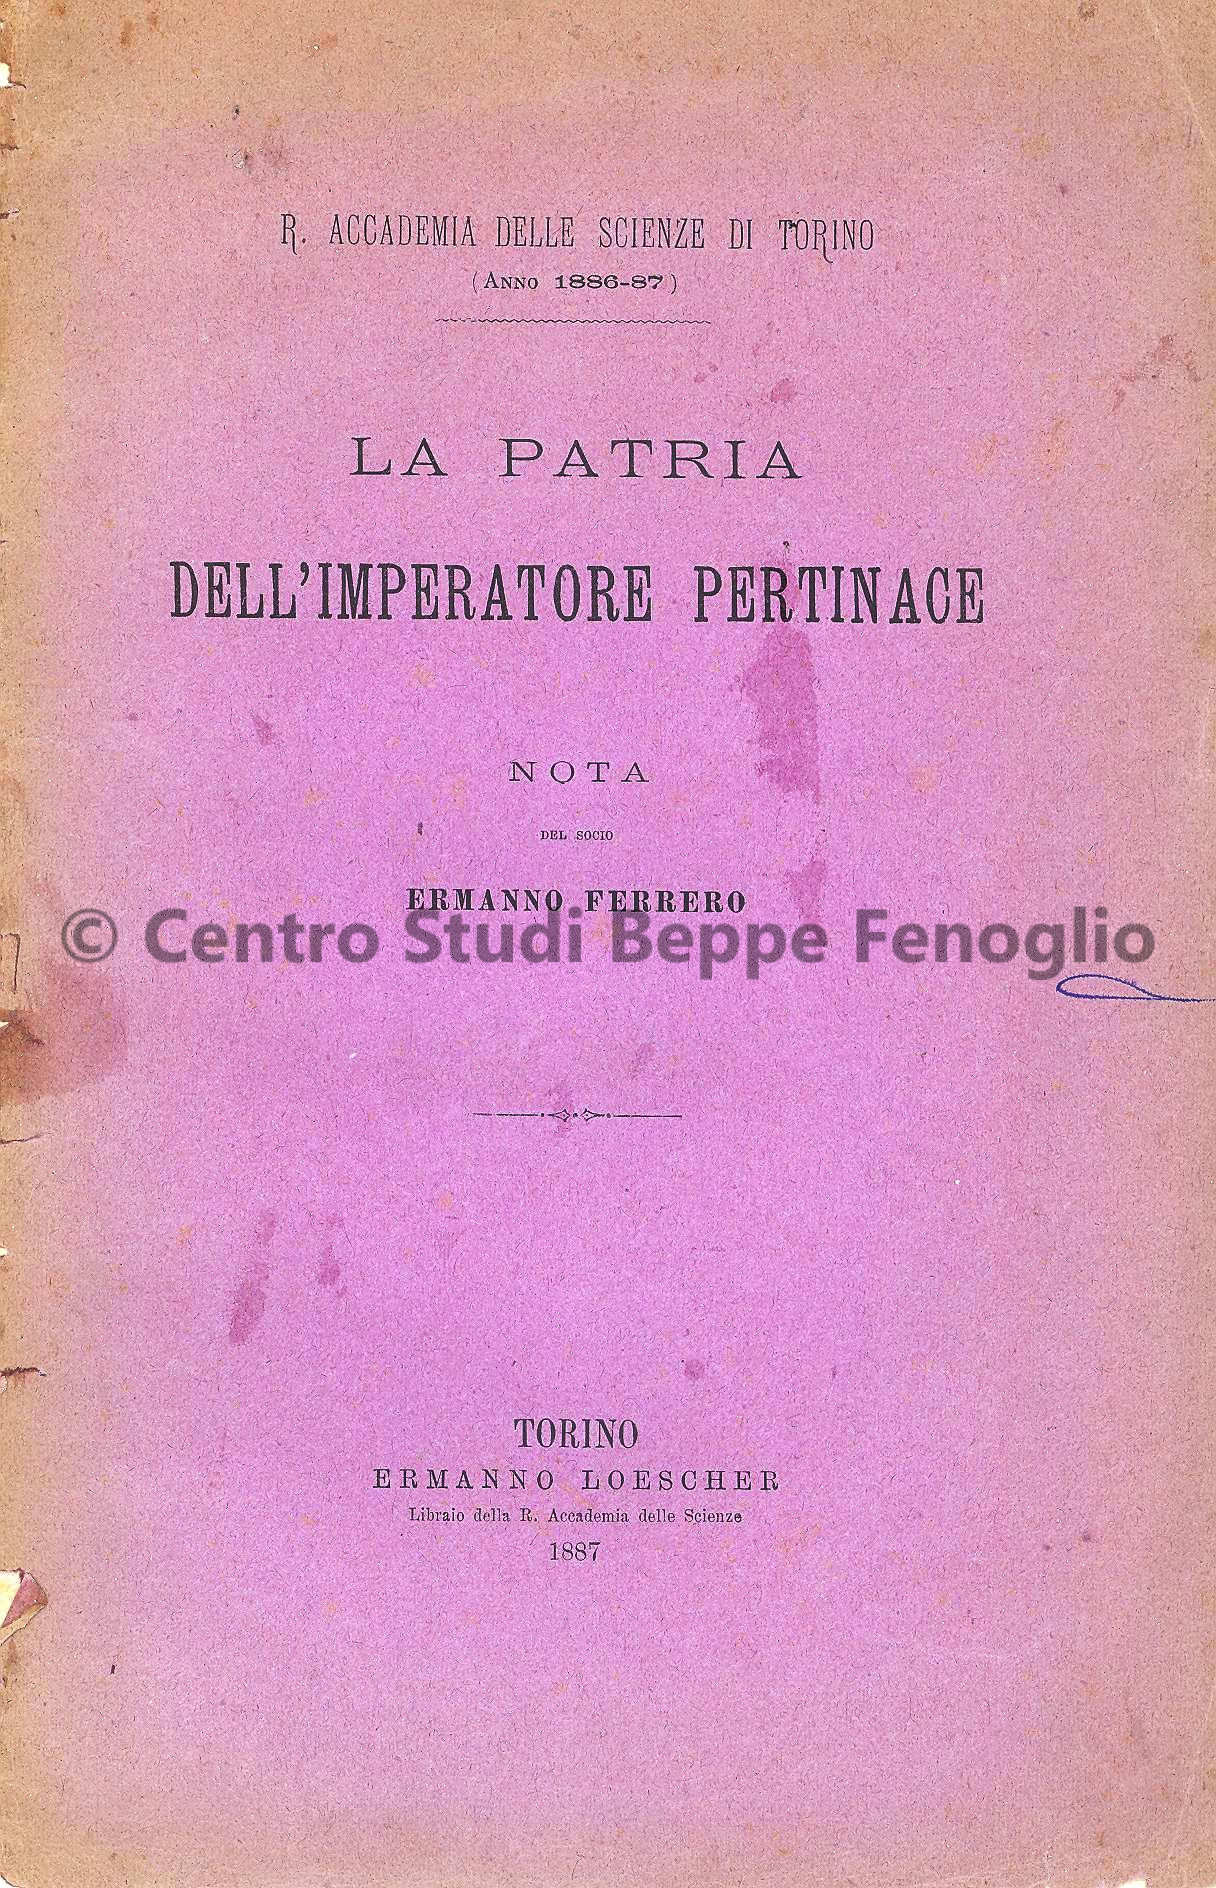 R. ACCADEMIA DELLE SCIENZE DI TORINO
(ANNO 1886-87)
LA PATRIA
DELL'IMPERATORE PERTINACE
NOTA
DEL SOCIO
ERMANNO FERRERO
© Centro Studi Beppe Fenoglio
TORINO
ERMANNO LOESCHER
Libraio della R. Accademia delle Scienze
1887